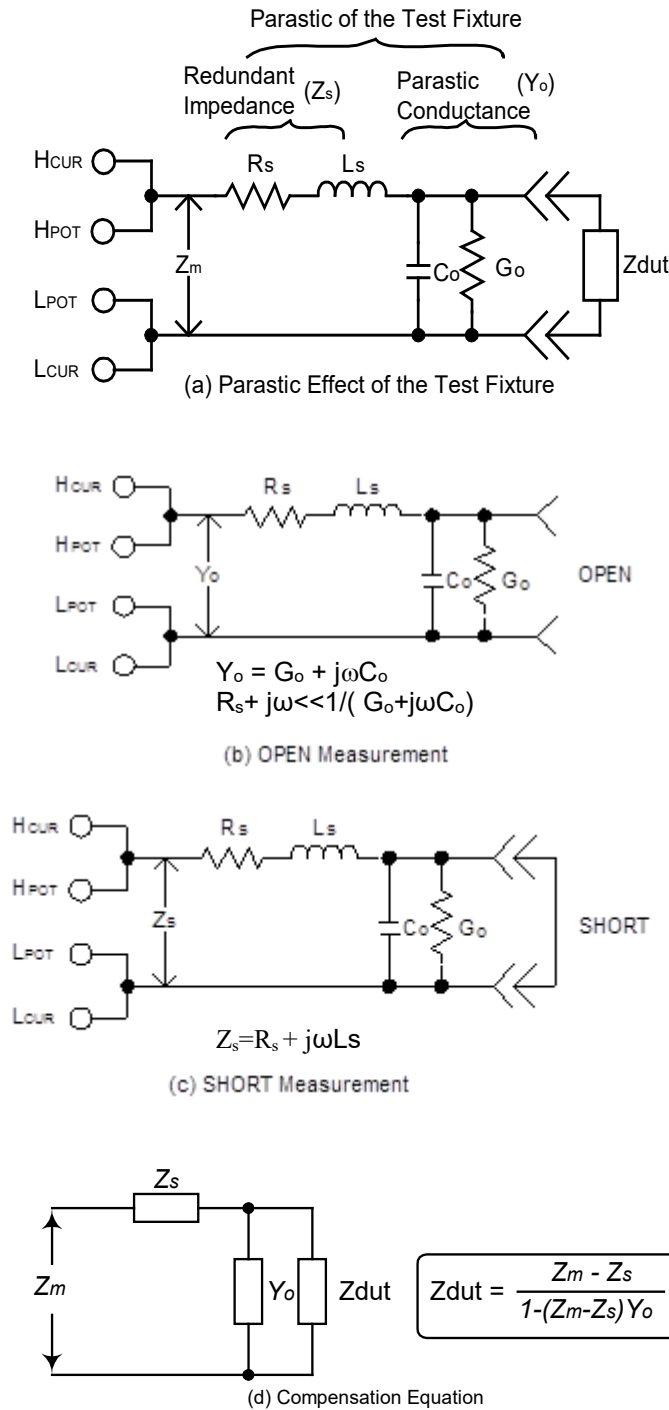 Parastic of the Test Fixture
Redundant Impedance (Zs)
Parastic Conductance (Yo)
HCUR
Rs
Ls
HPOT
Zm
Co
Go
Zdut
LPOT
LCUR
(a) Parastic Effect of the Test Fixture
HCUR
Rs
Ls
HPOT
Yo
Co
Go
OPEN
LPOT
LCUR
Yo = Go + jωCo
Rs+ jω<<1/( Go+jωCo)
(b) OPEN Measurement
HCUR
Rs
Ls
HPOT
Zs
Co
Go
SHORT
LPOT
LCUR
Zs=Rs + jωLs
(c) SHORT Measurement
Zs
Zm
Yo
Zdut
Zdut = Zm - Zs
1-(Zm-Zs)Yo
(d) Compensation Equation